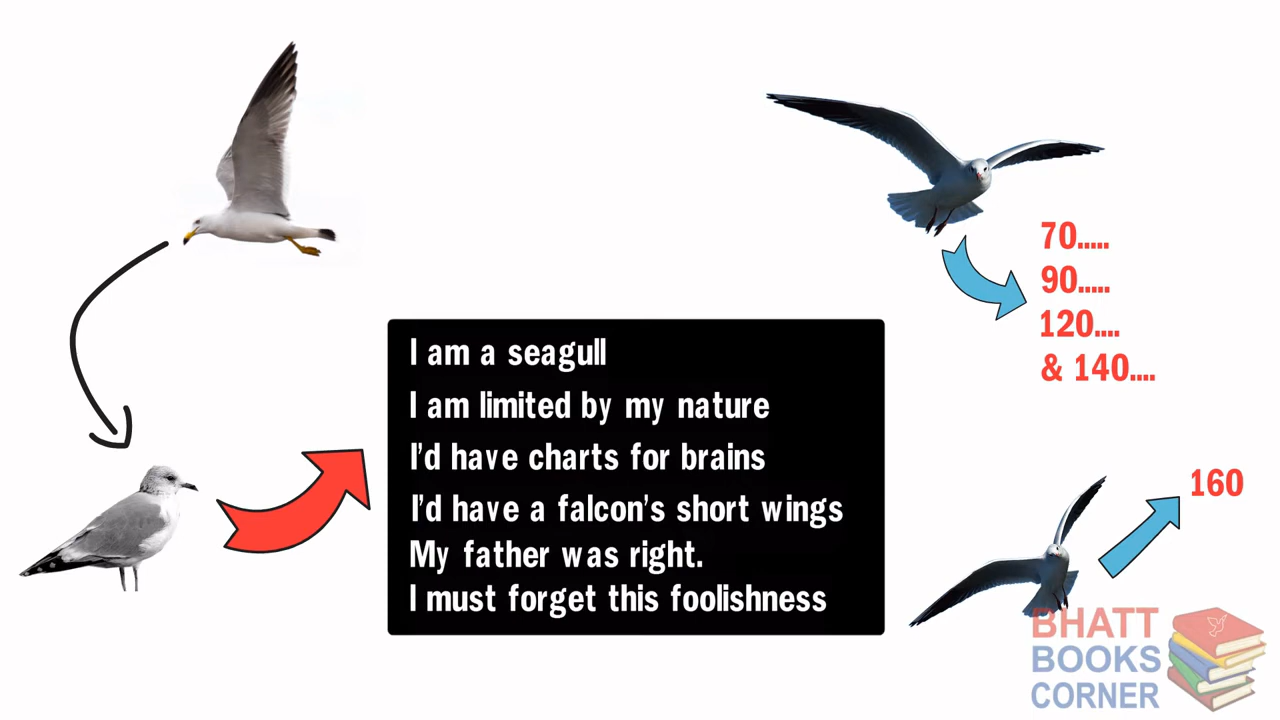 I am a seagull
I am limited by my nature
I'd have charts for brains
I'd have a falcon's short wings
My father was right.
I must forget this foolishness
70.....
90.....
120....
& 140....
160
BHATT
BOOKS
CORNER